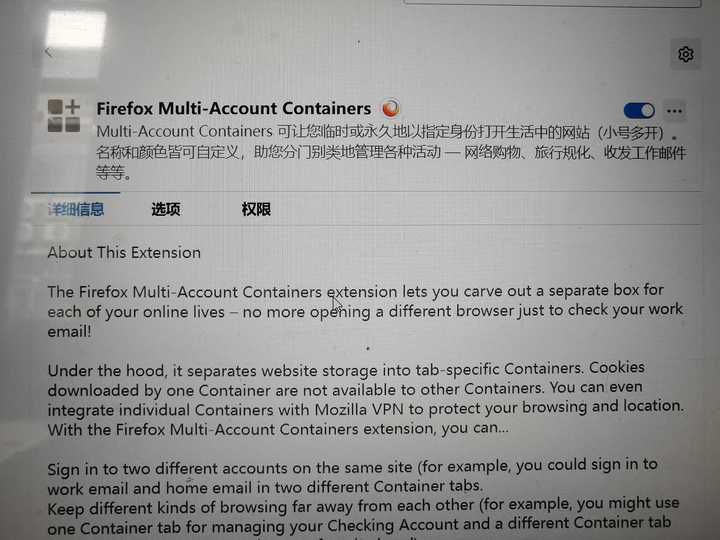 Firefox Multi-Account Containers
Multi-Account Containers 可让您临时或永久地以指定身份打开生活中的网站（小号多开）。
名称和颜色皆可自定义，助您分门别类地管理各种活动 — 网络购物、旅行规化、收发工作邮件
等等。
详细信息 选项 权限
About This Extension
The Firefox Multi-Account Containers extension lets you carve out a separate box for
each of your online lives – no more opening a different browser just to check your work
email!
Under the hood, it separates website storage into tab-specific Containers. Cookies
downloaded by one Container are not available to other Containers. You can even
integrate individual Containers with Mozilla VPN to protect your browsing and location.
With the Firefox Multi-Account Containers extension, you can...
Sign in to two different accounts on the same site (for example, you could sign in to
work email and home email in two different Container tabs.
Keep different kinds of browsing far away from each other (for example, you might use
one Container tab for managing your Checking Account and a different Container tab